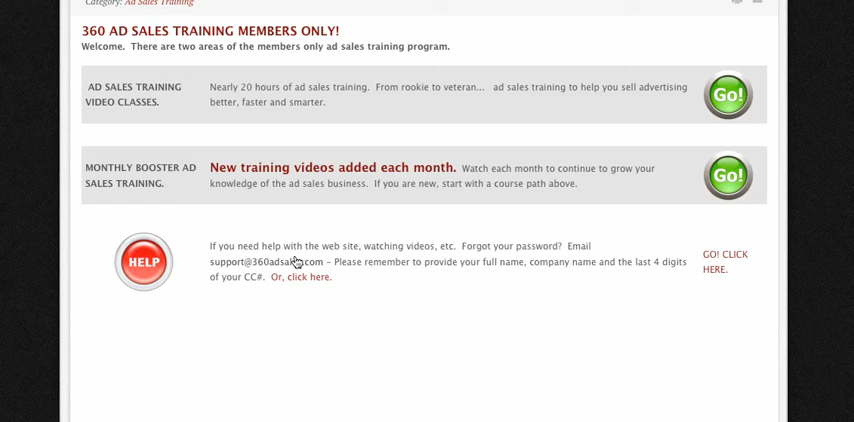 Category: Ad Sales Training
360 AD SALES TRAINING MEMBERS ONLY!
Welcome. There are two areas of the members only ad sales training program.
AD SALES TRAINING
VIDEO CLASSES.
Nearly 20 hours of ad sales training. From rookie to veteran... ad sales training to help you sell advertising
better, faster and smarter.
Go!
MONTHLY BOOSTER AD
SALES TRAINING.
New training videos added each month. Watch each month to continue to grow your
knowledge of the ad sales business. If you are new, start with a course path above.
Go!
HELP
If you need help with the web site, watching videos, etc. Forgot your password? Email
support@360adsales.com – Please remember to provide your full name, company name and the last 4 digits
of your CC#. Or, click here.
GO! CLICK
HERE.